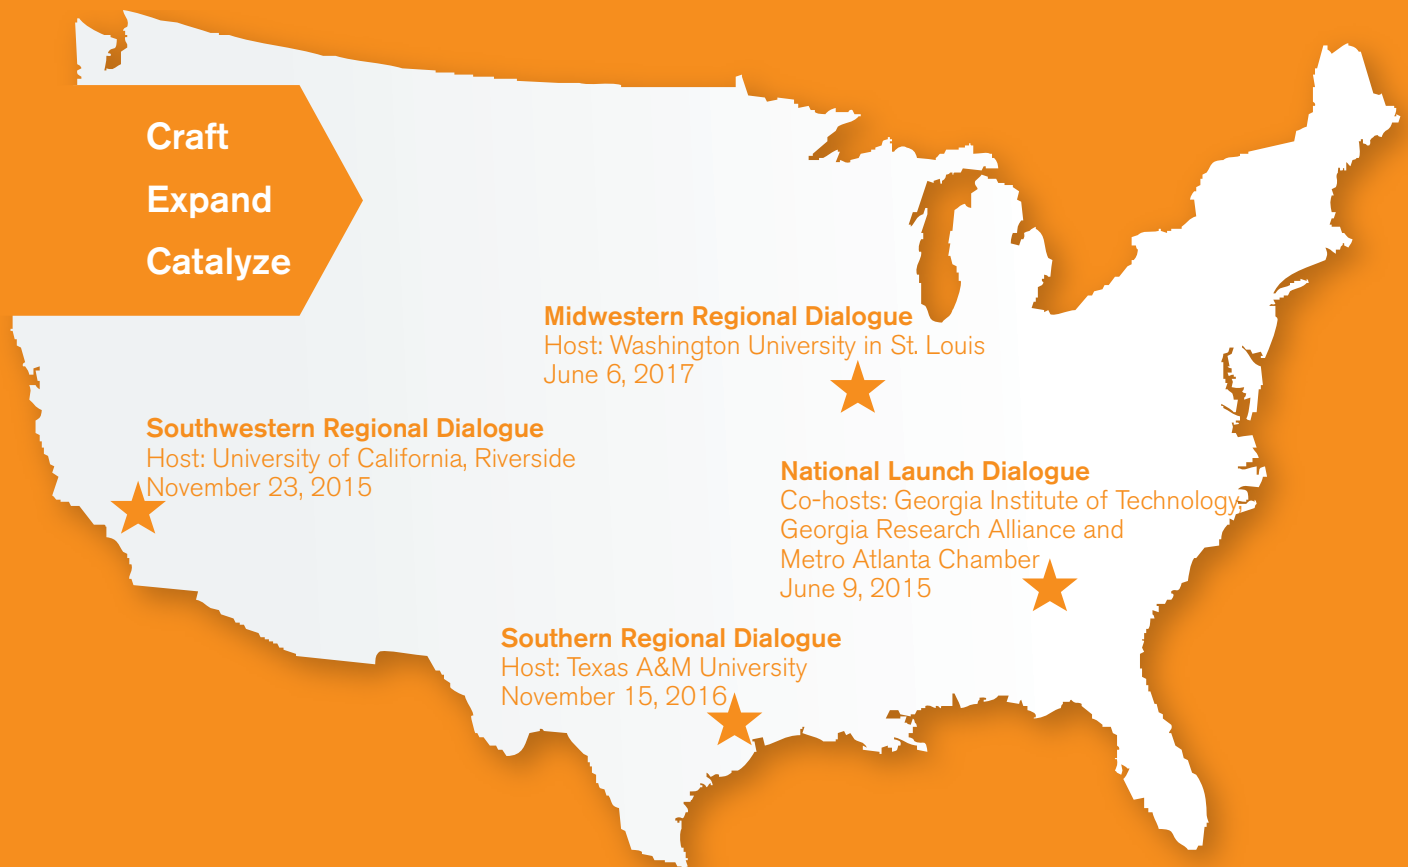 Craft
Expand
Catalyze
Midwestern Regional Dialogue
Host: Washington University in St. Louis
June 6, 2017
Southwestern Regional Dialogue
Host: University of California, Riverside
November 23, 2015
National Launch Dialogue
Co-hosts: Georgia Institute of Technology,
Georgia Research Alliance and
Metro Atlanta Chamber
June 9, 2015
Southern Regional Dialogue
Host: Texas A&M University
November 15, 2016